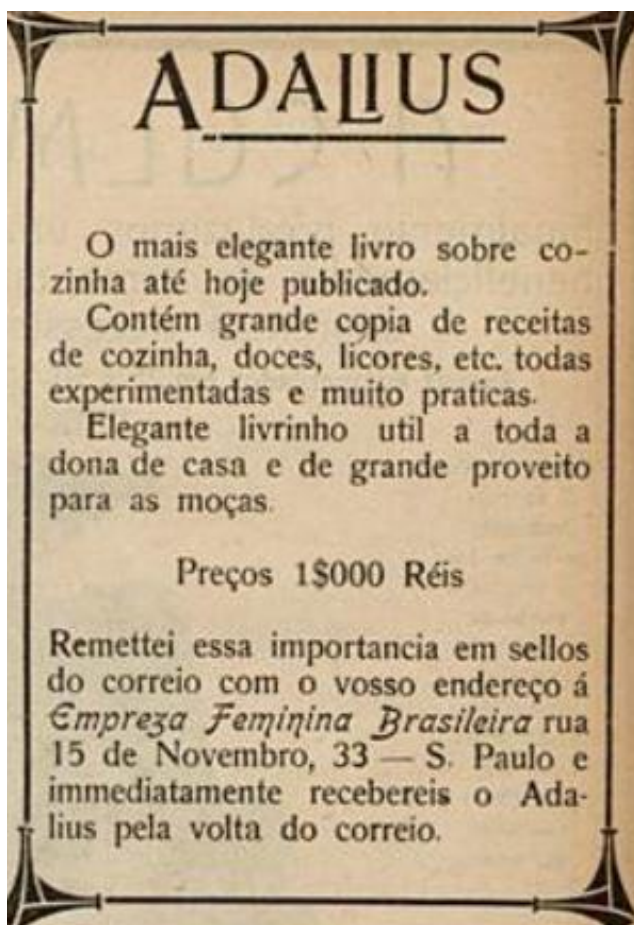 ADALIUS
O mais elegante livro sobre co-
zinha até hoje publicado.
Contém grande copia de receitas
de cozinha, doces, licores, etc. todas
experimentadas e muito praticas.
Elegante livrinho util a toda a
dona de casa e de grande proveito
para as moças.
Preços 1$000 Réis
Remettei essa importancia em sellos
do correio com o vosso endereço á
Empreza Feminina Brasileira rua
15 de Novembro, 33 — S. Paulo e
immediatamente recebereis o Ada-
lius pela volta do correio.